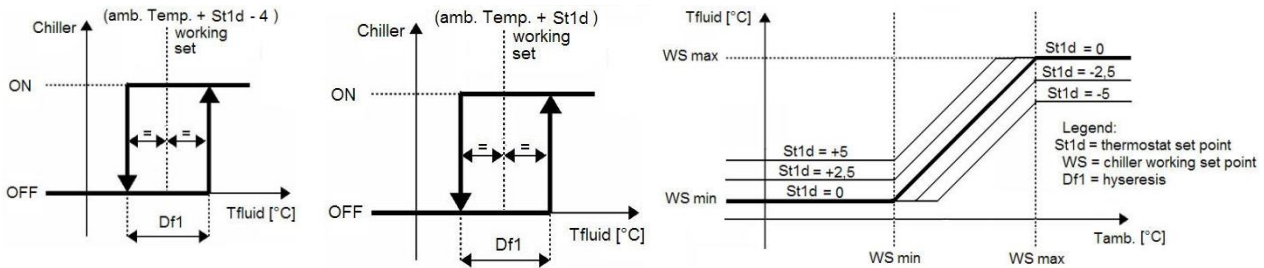 (amb. Temp. + St1d - 4)
Chiller
working
set
ON
=
=
OFF
Df1
Tfluid [°C]
(amb. Temp. + St1d )
Chiller
working
set
ON
=
=
OFF
Df1
Tfluid [°C]
Tfluid [°C]
WS max
St1d = 0
St1d = -2,5
St1d = -5
St1d = +5
St1d = +2,5
St1d = 0
WS min
WS min
WS max
Tamb. [°C]
Legend:
St1d = thermostat set point
WS = chiller working set point
Df1 = hyseresis